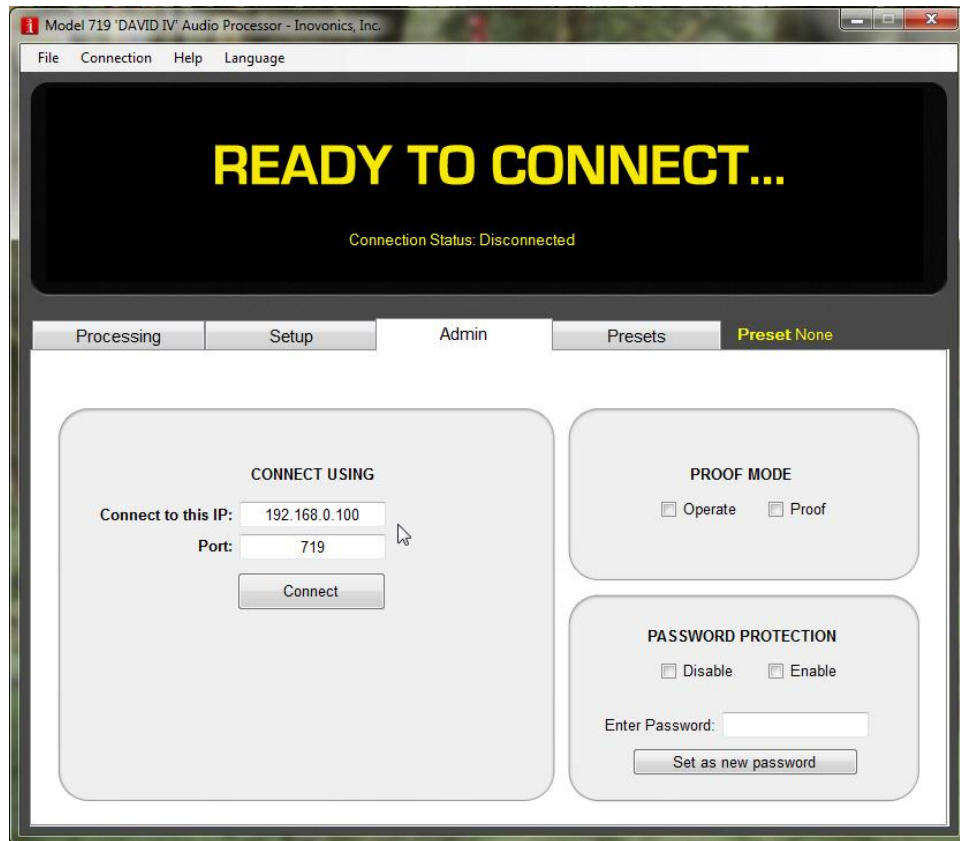 Model 719 'DAVID IV' Audio Processor - Inovonics, Inc.
File Connection Help Language
READY TO CONNECT...
Connection Status: Disconnected
Processing Setup Admin Presets Preset None
CONNECT USING
Connect to this IP: 192.168.0.100
Port: 719
Connect
PROOF MODE
Operate Proof
PASSWORD PROTECTION
Disable Enable
Enter Password:
Set as new password